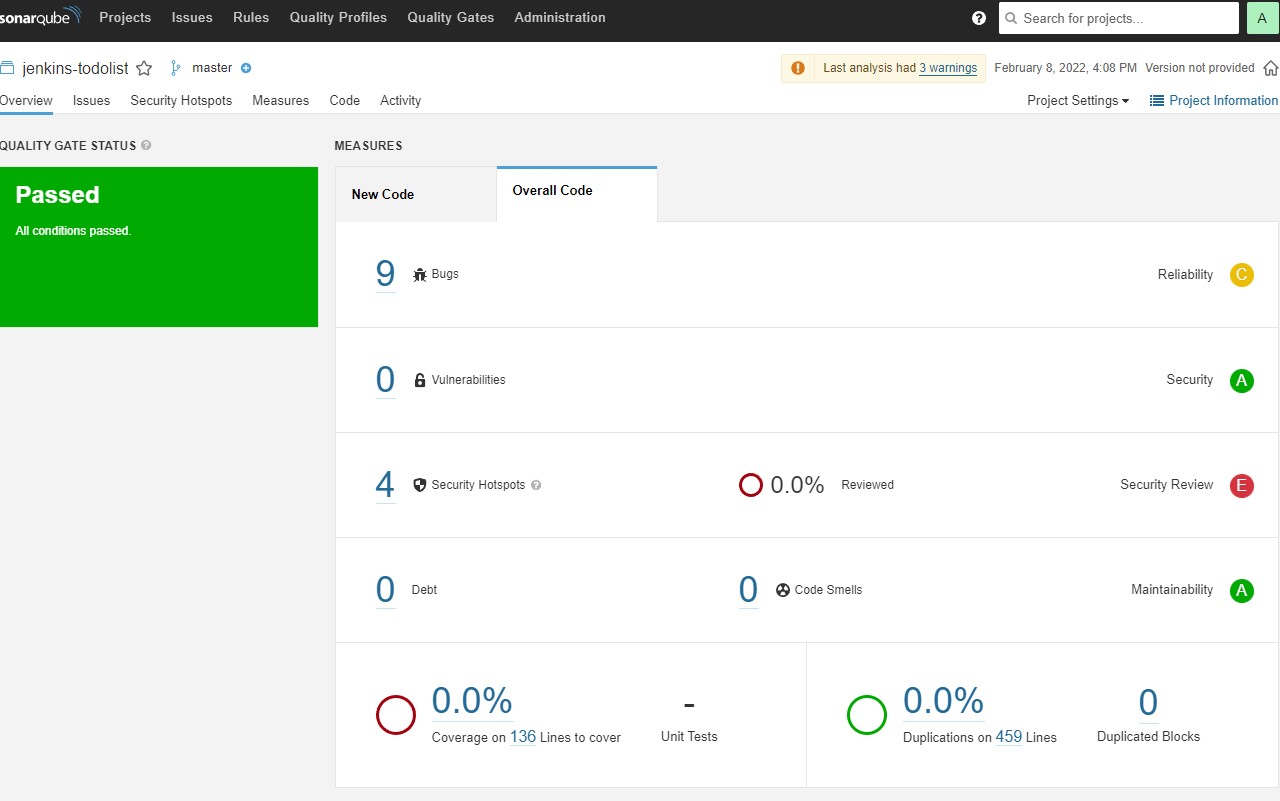 sonarqube Projects Issues Rules Quality Profiles Quality Gates Administration ? Search for projects... A
jenkins-todolist master Last analysis had 3 warnings February 8, 2022, 4:08 PM Version not provided
Overview Issues Security Hotspots Measures Code Activity Project Settings Project Information
QUALITY GATE STATUS ? MEASURES
Passed
All conditions passed.
New Code Overall Code
9 Bugs Reliability C
0 Vulnerabilities Security A
4 Security Hotspots ? 0.0% Reviewed Security Review E
0 Debt 0 Code Smells Maintainability A
0.0% - 0.0% 0
Coverage on 136 Lines to cover Unit Tests Duplications on 459 Lines Duplicated Blocks